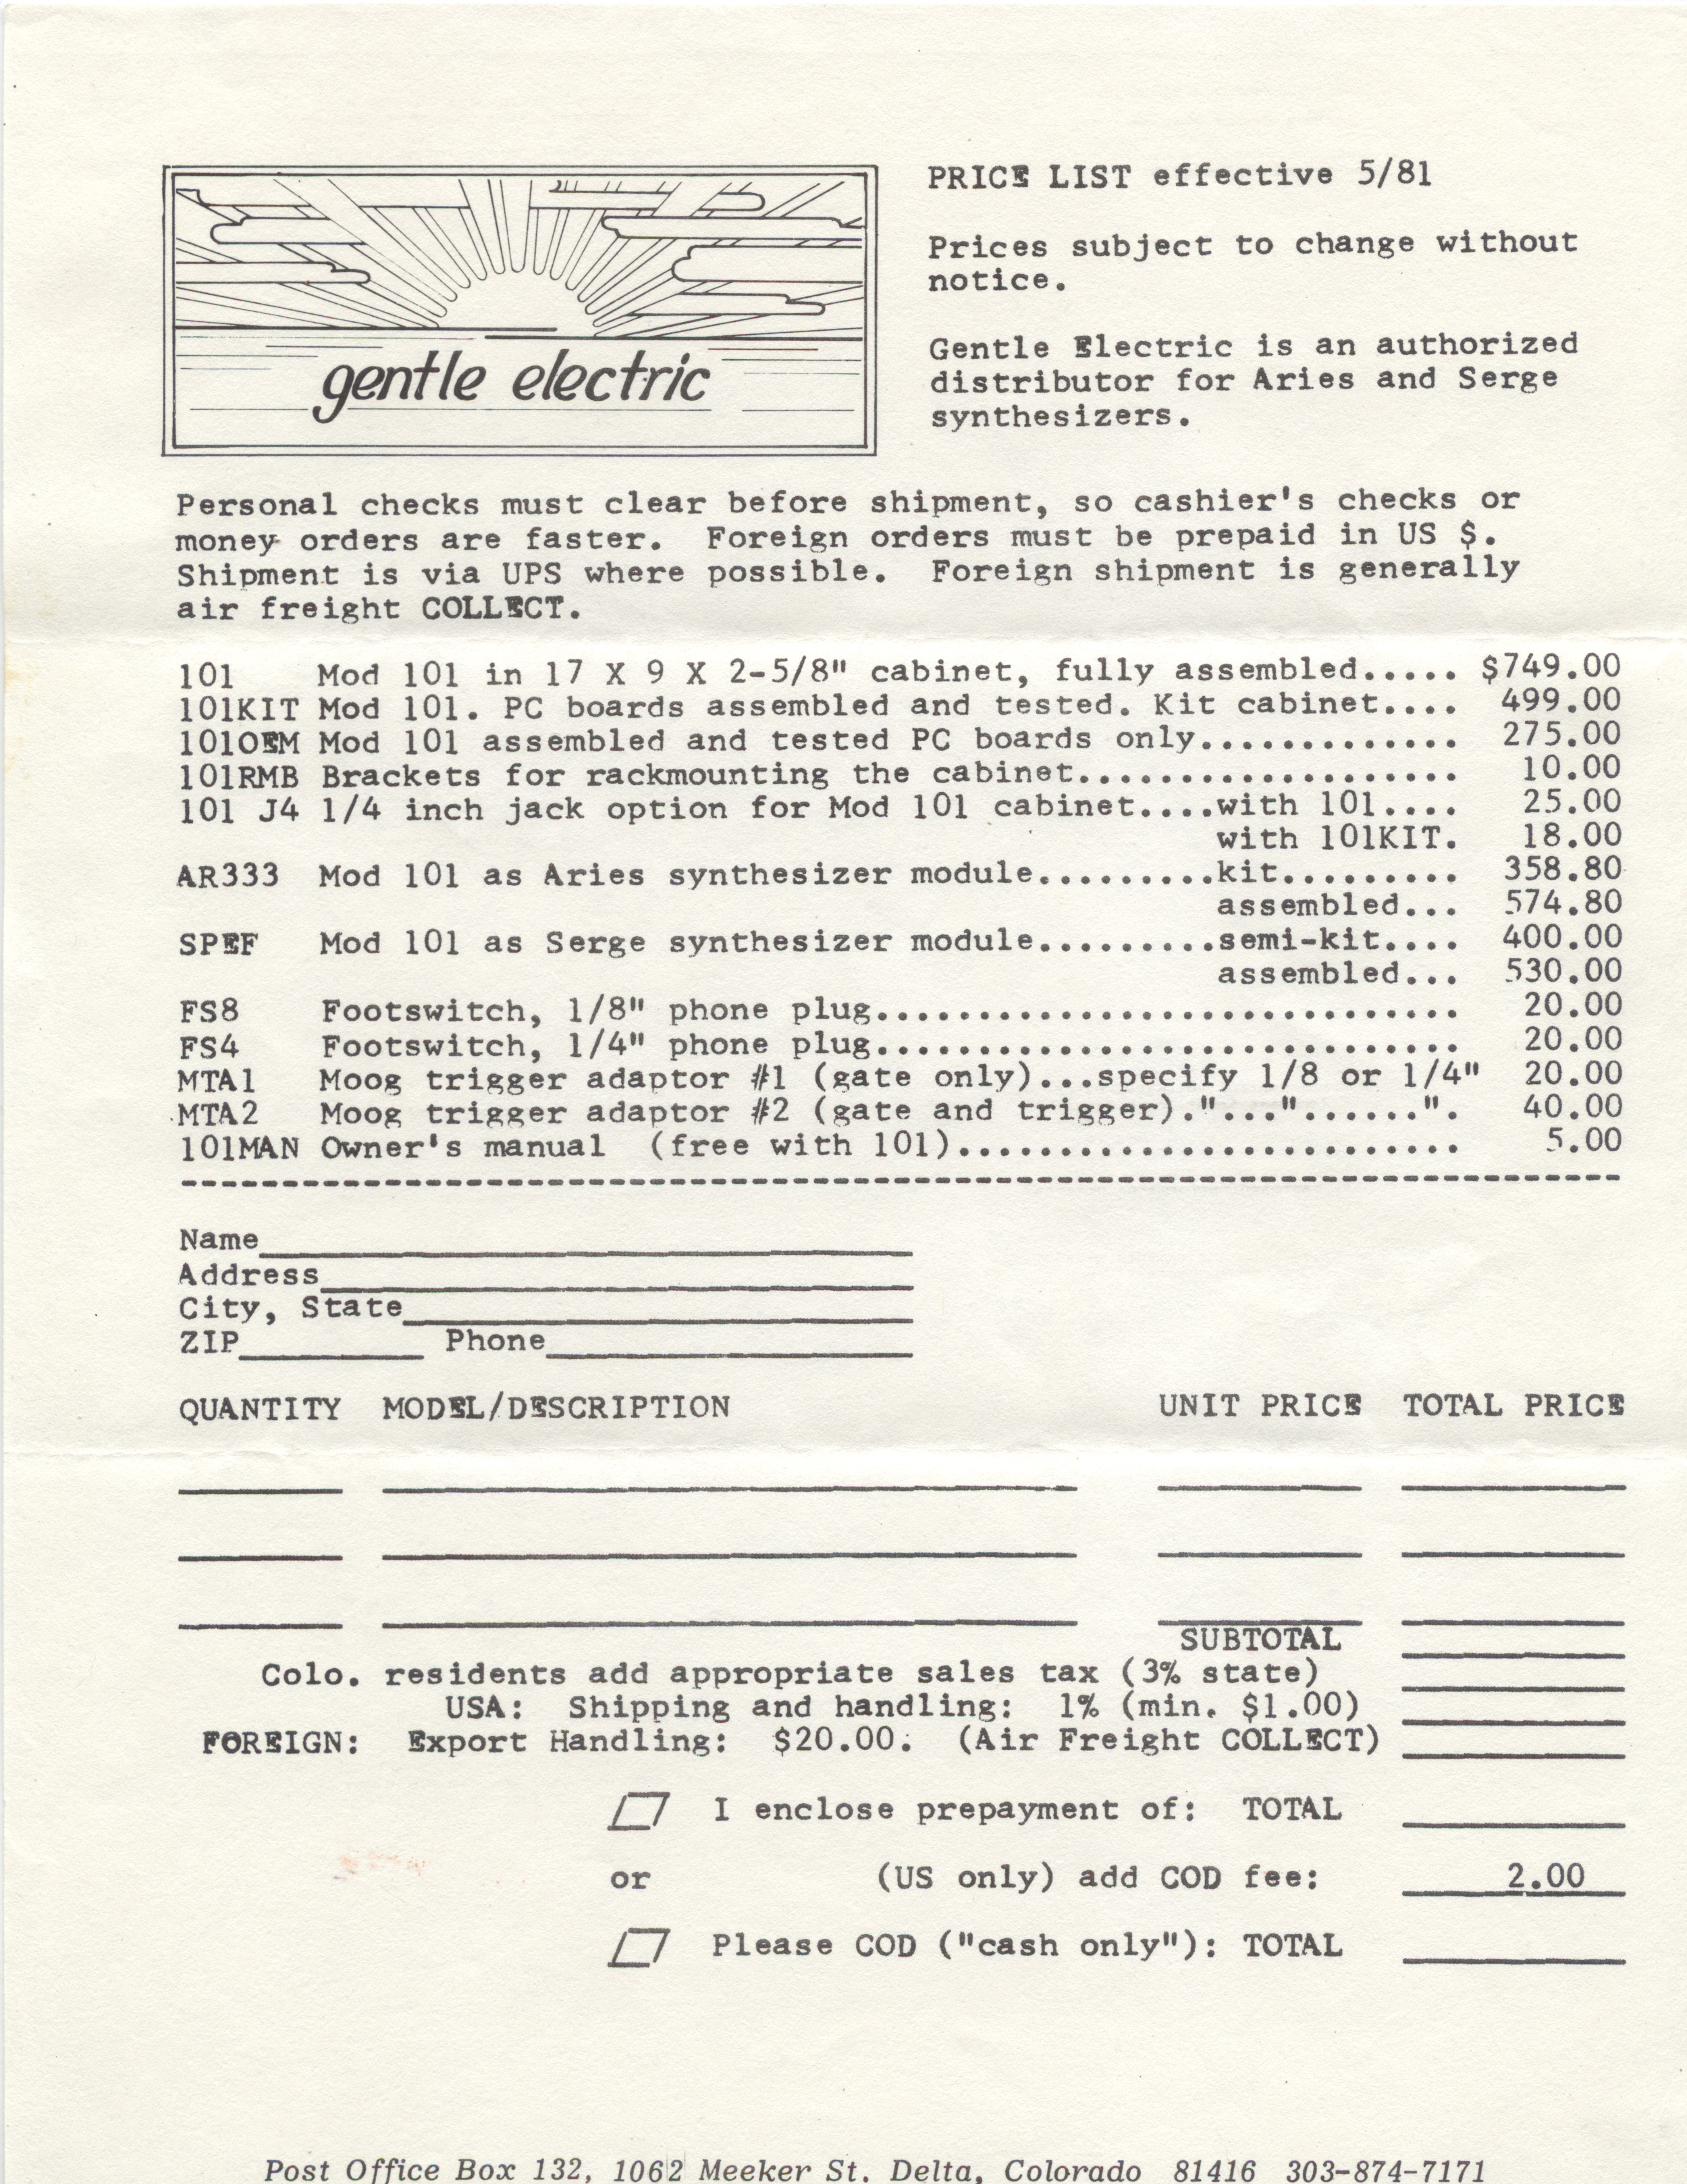 gentle electric
PRICE LIST effective 5/81
Prices subject to change without
notice.
Gentle Electric is an authorized
distributor for Aries and Serge
synthesizers.
Personal checks must clear before shipment, so cashier's checks or
money orders are faster. Foreign orders must be prepaid in US $.
Shipment is via UPS where possible. Foreign shipment is generally
air freight COLLECT.
101 Mod 101 in 17 X 9 X 2-5/8" cabinet, fully assembled..... $749.00
101KIT Mod 101. PC boards assembled and tested. Kit cabinet.... 499.00
101OEM Mod 101 assembled and tested PC boards only............. 275.00
101RMB Brackets for rackmounting the cabinet................... 10.00
101 J4 1/4 inch jack option for Mod 101 cabinet....with 101.... 25.00
with 101KIT. 18.00
AR333 Mod 101 as Aries synthesizer module.........kit......... 358.80
assembled... 574.80
SPEF Mod 101 as Serge synthesizer module.........semi-kit.... 400.00
assembled... 530.00
FS8 Footswitch, 1/8" phone plug............................. 20.00
FS4 Footswitch, 1/4" phone plug............................. 20.00
MTA1 Moog trigger adaptor #1 (gate only)...specify 1/8 or 1/4" 20.00
MTA2 Moog trigger adaptor #2 (gate and trigger)."..."......". 40.00
101MAN Owner's manual (free with 101)......................... 5.00
Name
Address
City, State
ZIP Phone
QUANTITY MODEL/DESCRIPTION UNIT PRICE TOTAL PRICE
SUBTOTAL
Colo. residents add appropriate sales tax (3% state)
USA: Shipping and handling: 1% (min. $1.00)
FOREIGN: Export Handling: $20.00. (Air Freight COLLECT)
I enclose prepayment of: TOTAL
or (US only) add COD fee: 2.00
Please COD ("cash only"): TOTAL
Post Office Box 132, 1062 Meeker St. Delta, Colorado 81416 303-874-7171